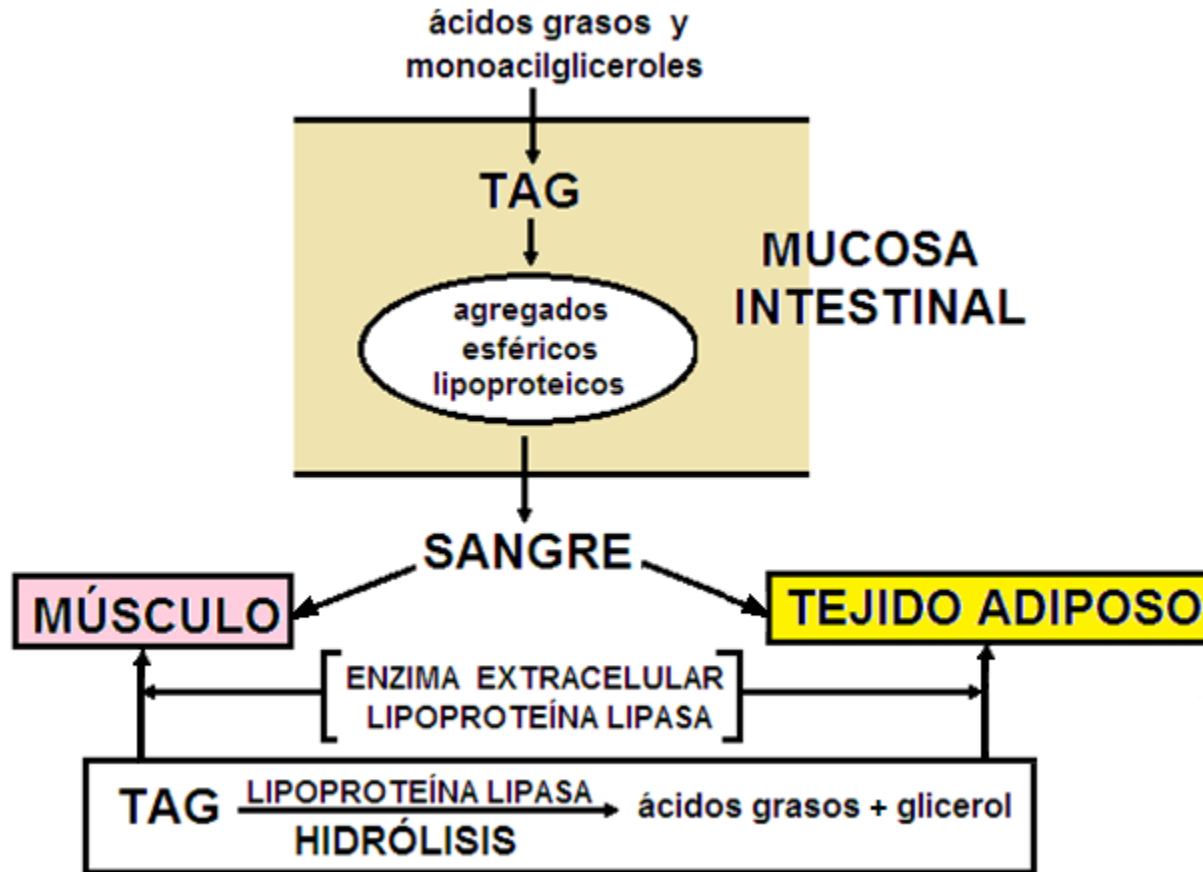 ácidos grasos y
monoacilgliceroles
TAG
MUCOSA
INTESTINAL
agregados
esféricos
lipoproteicos
SANGRE
MÚSCULO
TEJIDO ADIPOSO
ENZIMA EXTRACELULAR
LIPOPROTEÍNA LIPASA
TAG LIPOPROTEÍNA LIPASA ácidos grasos + glicerol
HIDRÓLISIS